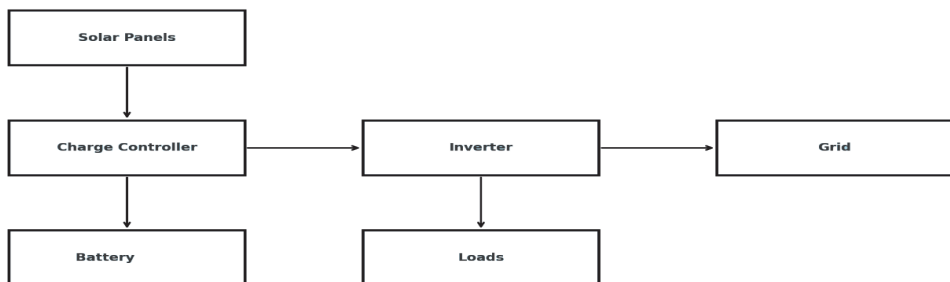 Solar Panels
Charge Controller
Inverter
Grid
Battery
Loads